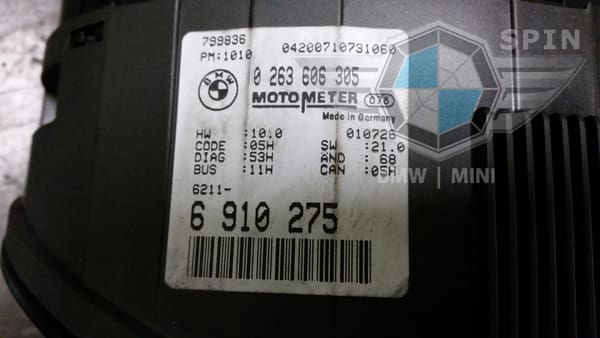 799836 04200710731060
PM:1010
BMW 0 263 606 305
MOTOMETER 0X6
Made in Germany
HW :10.0 010726
CODE :05H SW :21.0
DIAG :53H AND : 68
BUS :11H CAN :05H
6211-
6 910 275
SPIN
BMW | MINI